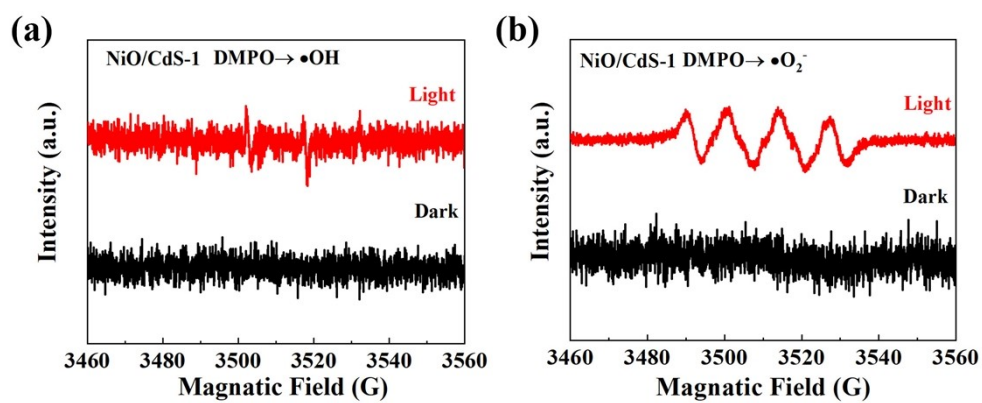 (a)
NiO/CdS-1 DMPO→ •OH
Light
Dark
Intensity (a.u.)
3460 3480 3500 3520 3540 3560
Magnatic Field (G)
(b)
NiO/CdS-1 DMPO→ •O₂⁻
Light
Dark
Intensity (a.u.)
3460 3480 3500 3520 3540 3560
Magnatic Field (G)